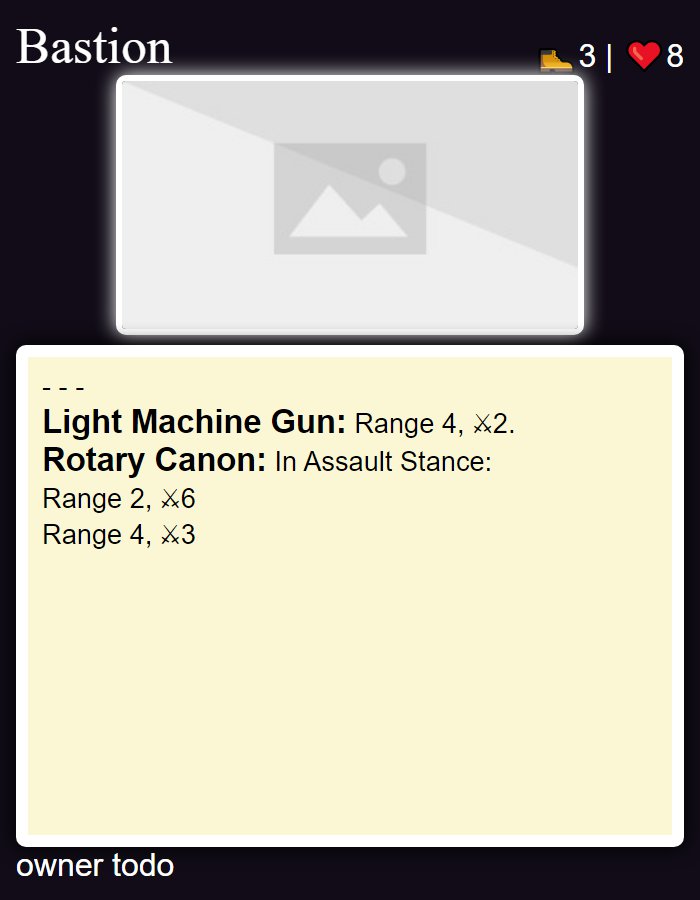 Bastion
🥾3 | ❤️8
- - -
Light Machine Gun: Range 4, ⚔2.
Rotary Canon: In Assault Stance:
Range 2, ⚔6
Range 4, ⚔3
owner todo